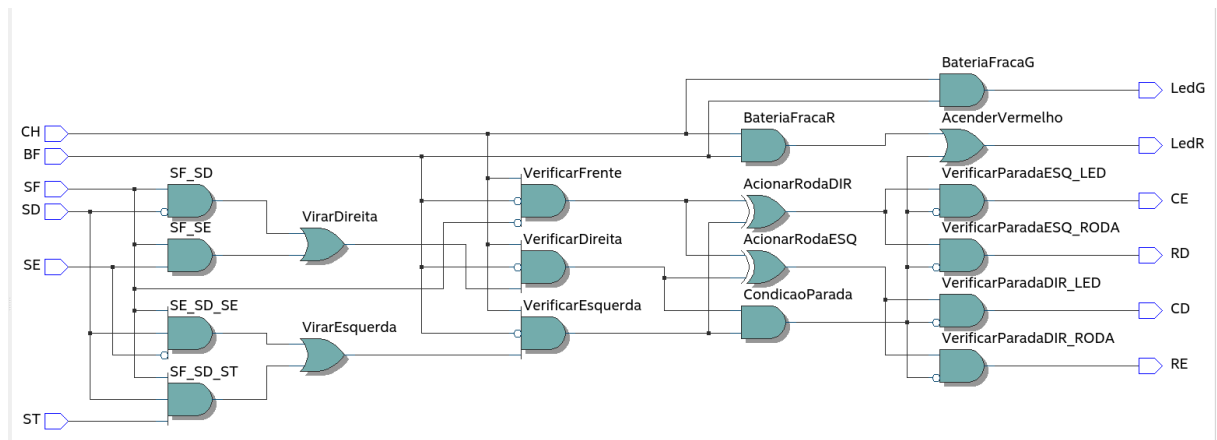 BateriaFracaG
LedG
CH
BateriaFracaR
AcenderVermelho
LedR
BF
SF
SF_SD
VerificarFrente
AcionarRodaDIR
VerificarParadaESQ_LED
CE
SD
SF_SE
VirarDireita
VerificarDireita
AcionarRodaESQ
VerificarParadaESQ_RODA
RD
SE
SE_SD_SE
VirarEsquerda
VerificarEsquerda
CondicaoParada
VerificarParadaDIR_LED
CD
SF_SD_ST
VerificarParadaDIR_RODA
RE
ST